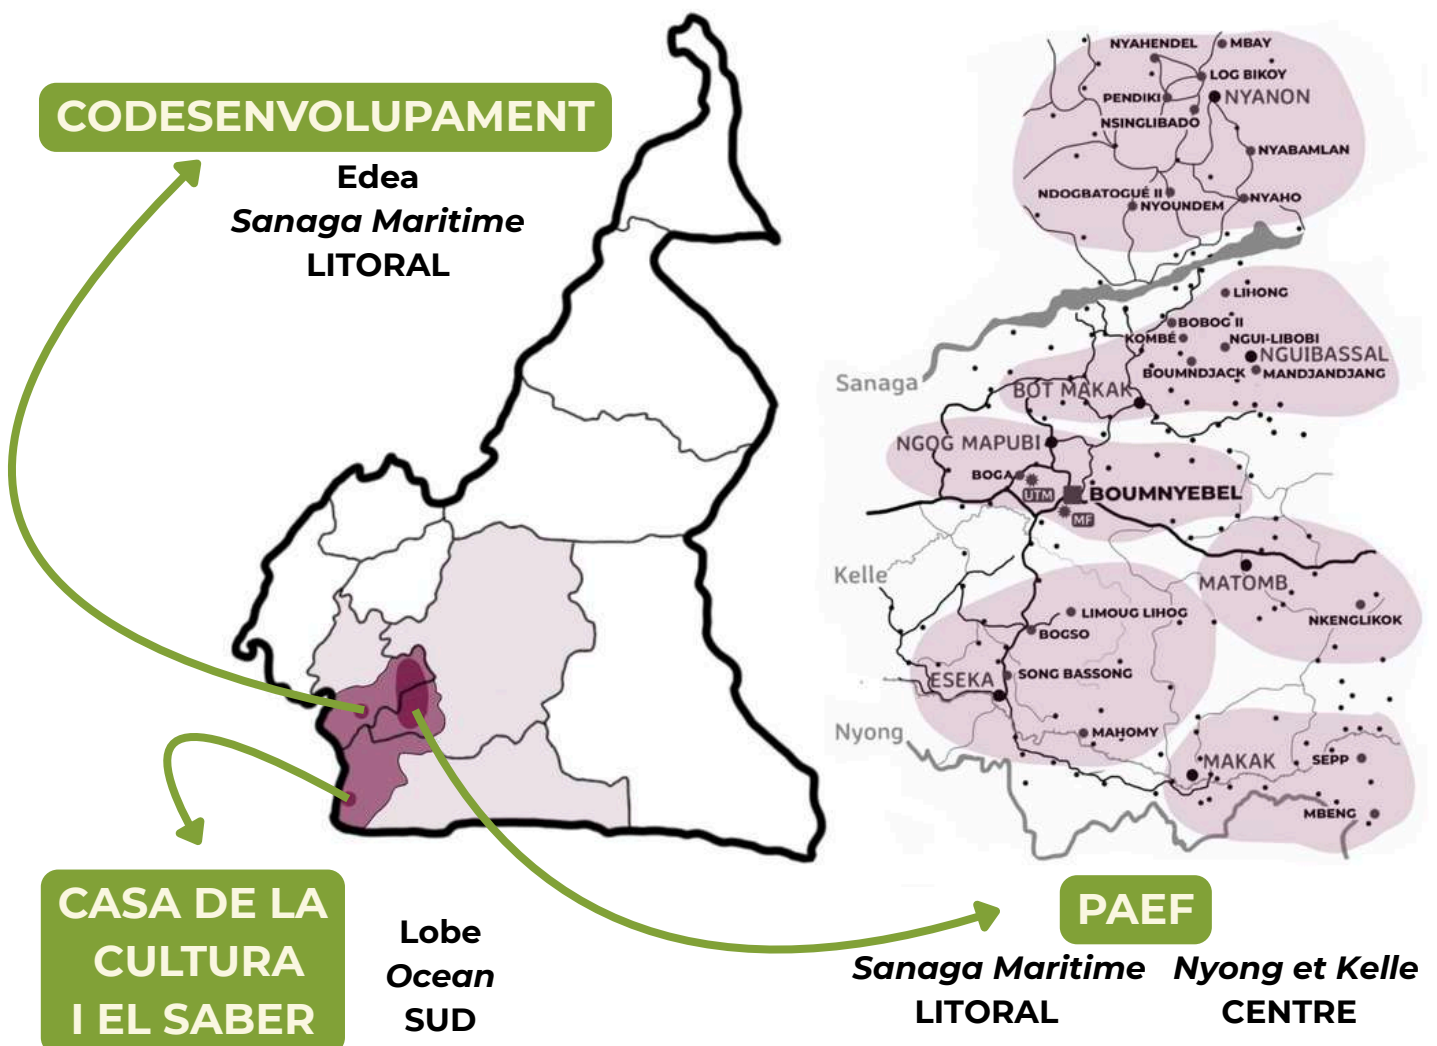 CODESENVOLUPAMENT
Edea
Sanaga Maritime
LITORAL
CASA DE LA
CULTURA
I EL SABER
Lobe
Ocean
SUD
NYAHENDEL
MBAY
LOG BIKOY
PENDIKI
NYANON
NSINGLIBADO
NYABAMLAN
NDOGBATOGUÉ II
NYOUNDEM
NYAHO
LIHONG
BOBOG II
KOMBÉ
NGUI-LIBOBI
NGUIBASSAL
BOUMNDJACK
MANDJANDJANG
Sanaga
BOT MAKAK
NGOG MAPUBI
BOGA
UTM
BOUMNYEBEL
MF
Kelle
MATOMB
NKENGLIKOK
LIMOUG LIHOG
BOGSO
SONG BASSONG
ESEKA
Nyong
MAHOMY
MAKAK
SEPP
MBENG
PAEF
Sanaga Maritime
LITORAL
Nyong et Kelle
CENTRE